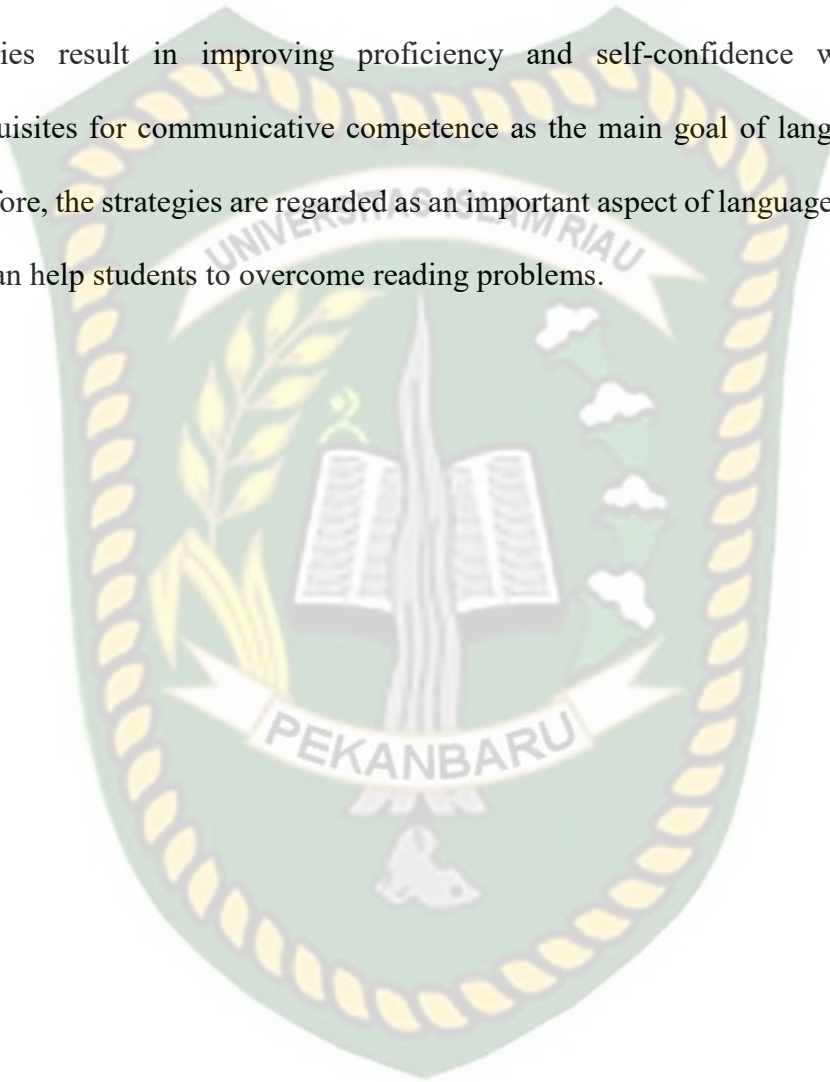 ies result in improving proficiency and self-confidence w
uisites for communicative competence as the main goal of lang
fore, the strategies are regarded as an important aspect of language
an help students to overcome reading problems.
UNIVERSITAS ISLAM RIAU
PEKANBARU